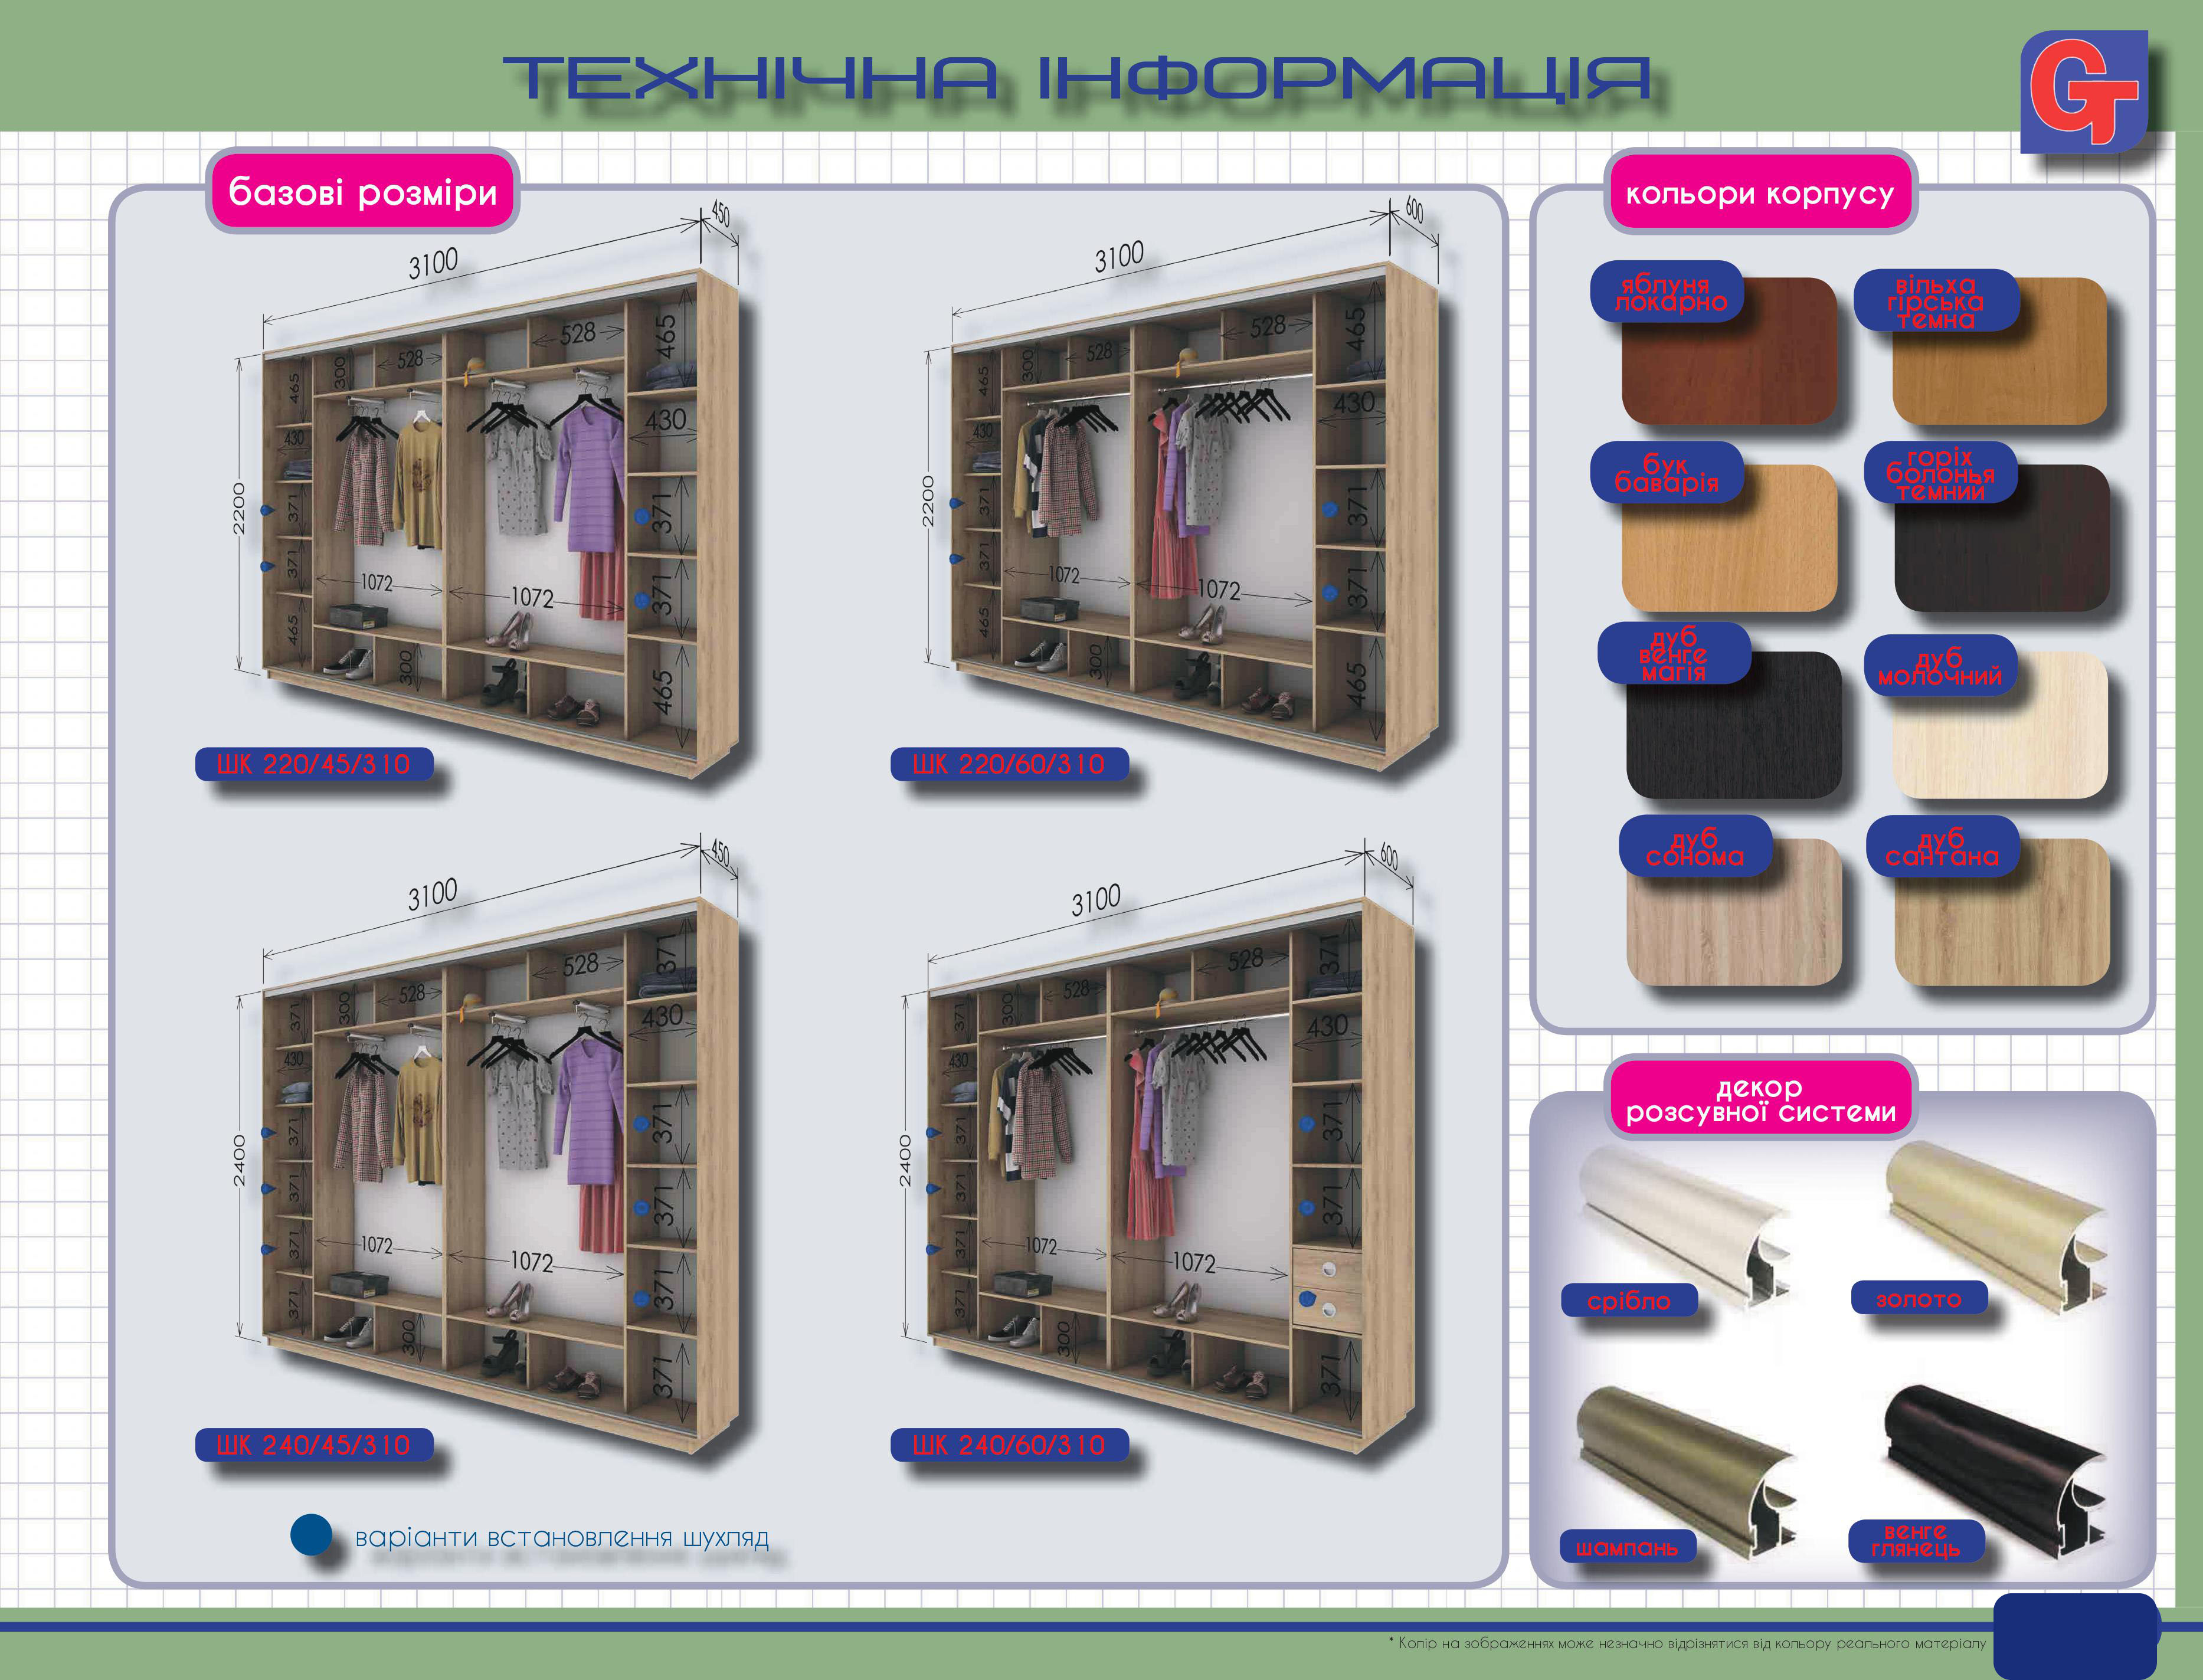 ТЕХНІЧНА ІНФОРМАЦІЯ
GT
базові розміри
3100
450
2200
465
300
528
528
465
430
430
371
371
371
371
1072
1072
465
300
465
ШК 220/45/310
3100
600
2200
465
300
528
528
465
430
430
371
371
371
371
1072
1072
465
300
465
ШК 220/60/310
3100
450
2400
371
300
528
528
371
430
430
371
371
371
371
371
371
1072
1072
371
300
371
ШК 240/45/310
3100
600
2400
371
300
528
528
371
430
430
371
371
371
371
371
1072
1072
371
300
371
ШК 240/60/310
варіанти встановлення шухляд
кольори корпусу
яблуня
локарно
вільха
гірська
темна
бук
баварія
горіх
болонья
темний
дуб
венге
магія
дуб
молочний
дуб
сонома
дуб
сантана
декор
розсувної системи
срібло
золото
шампань
венге
глянець
* Колір на зображеннях може незначно відрізнятися від кольору реального матеріалу